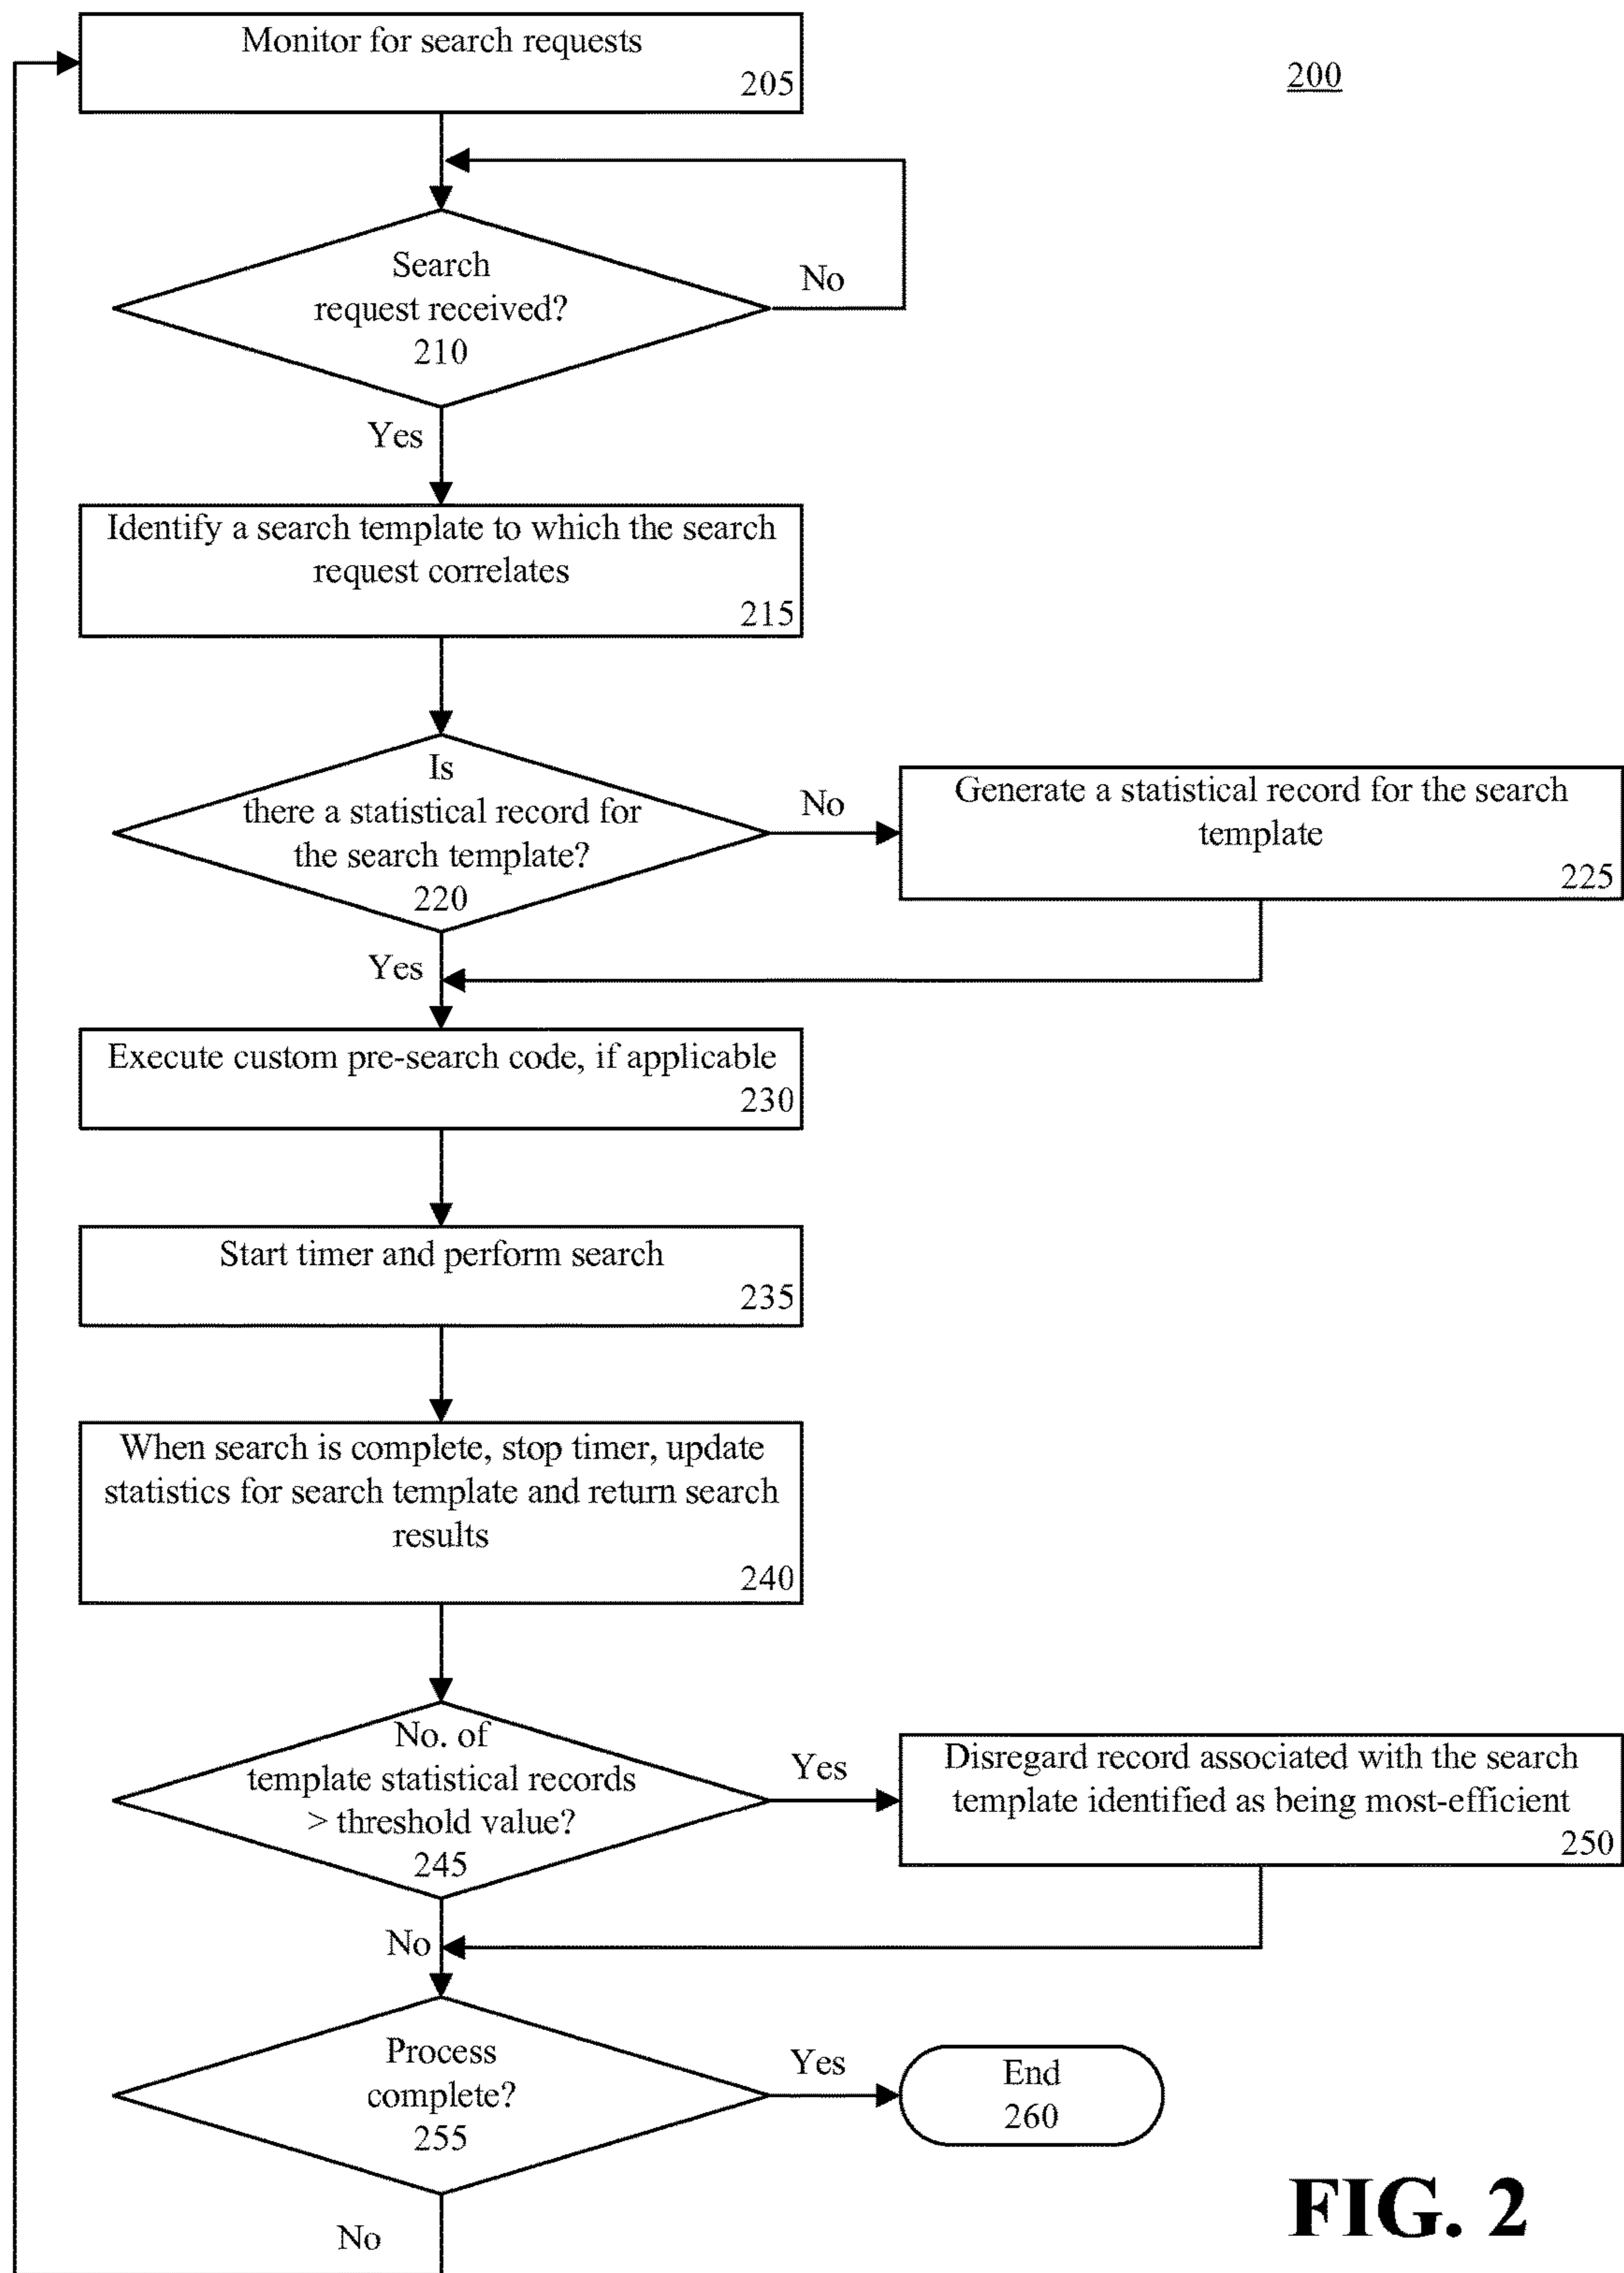 Monitor for search requests
205
200
Search
request received?
210
No
Yes
Identify a search template to which the search
request correlates
215
Is
there a statistical record for
the search template?
220
No
Generate a statistical record for the search
template
225
Yes
Execute custom pre-search code, if applicable
230
Start timer and perform search
235
When search is complete, stop timer, update
statistics for search template and return search
results
240
No. of
template statistical records
> threshold value?
245
Yes
Disregard record associated with the search
template identified as being most-efficient
250
No
Process
complete?
255
Yes
End
260
No
FIG. 2